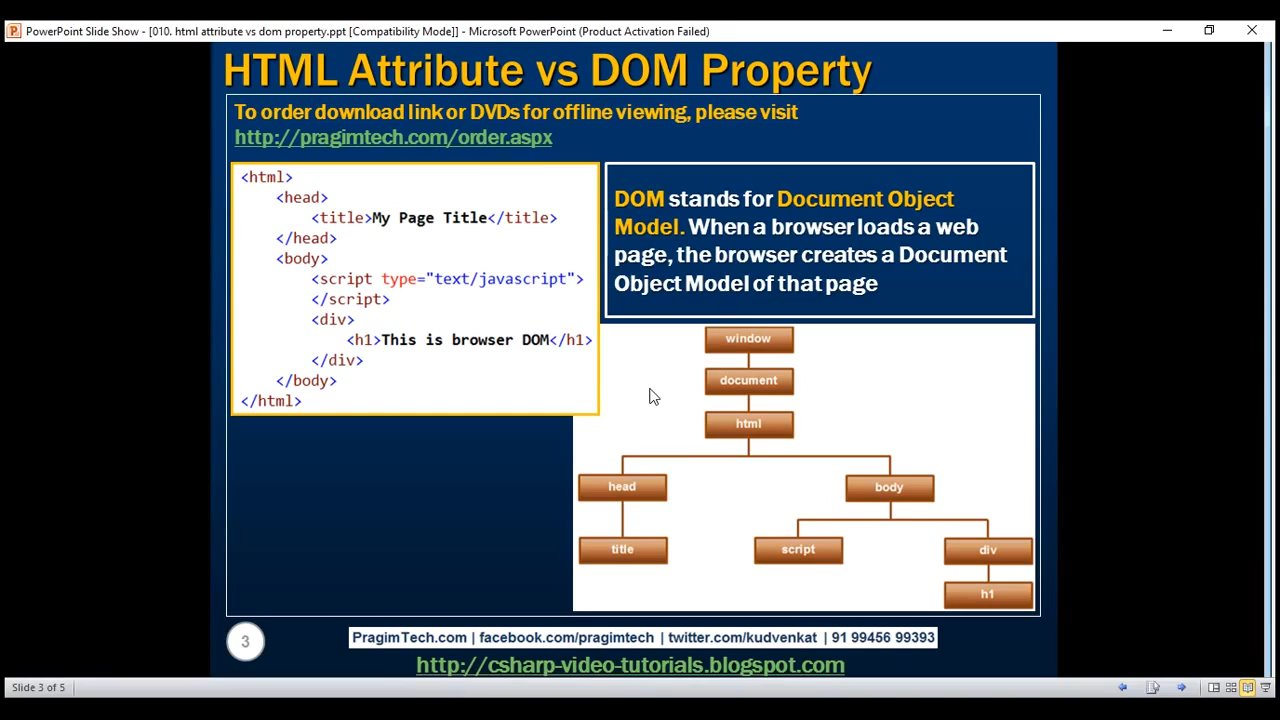 PowerPoint Slide Show - [010. html attribute vs dom property.ppt [Compatibility Mode]] - Microsoft PowerPoint (Product Activation Failed)
HTML Attribute vs DOM Property
To order download link or DVDs for offline viewing, please visit
http://pragimtech.com/order.aspx
<html>
<head>
<title>My Page Title</title>
</head>
<body>
<script type="text/javascript">
</script>
<div>
<h1>This is browser DOM</h1>
</div>
</body>
</html>
DOM stands for Document Object
Model. When a browser loads a web
page, the browser creates a Document
Object Model of that page
window
document
html
head
body
title
script
div
h1
3
PragimTech.com | facebook.com/pragimtech | twitter.com/kudvenkat | 91 99456 99393
http://csharp-video-tutorials.blogspot.com
Slide 3 of 5